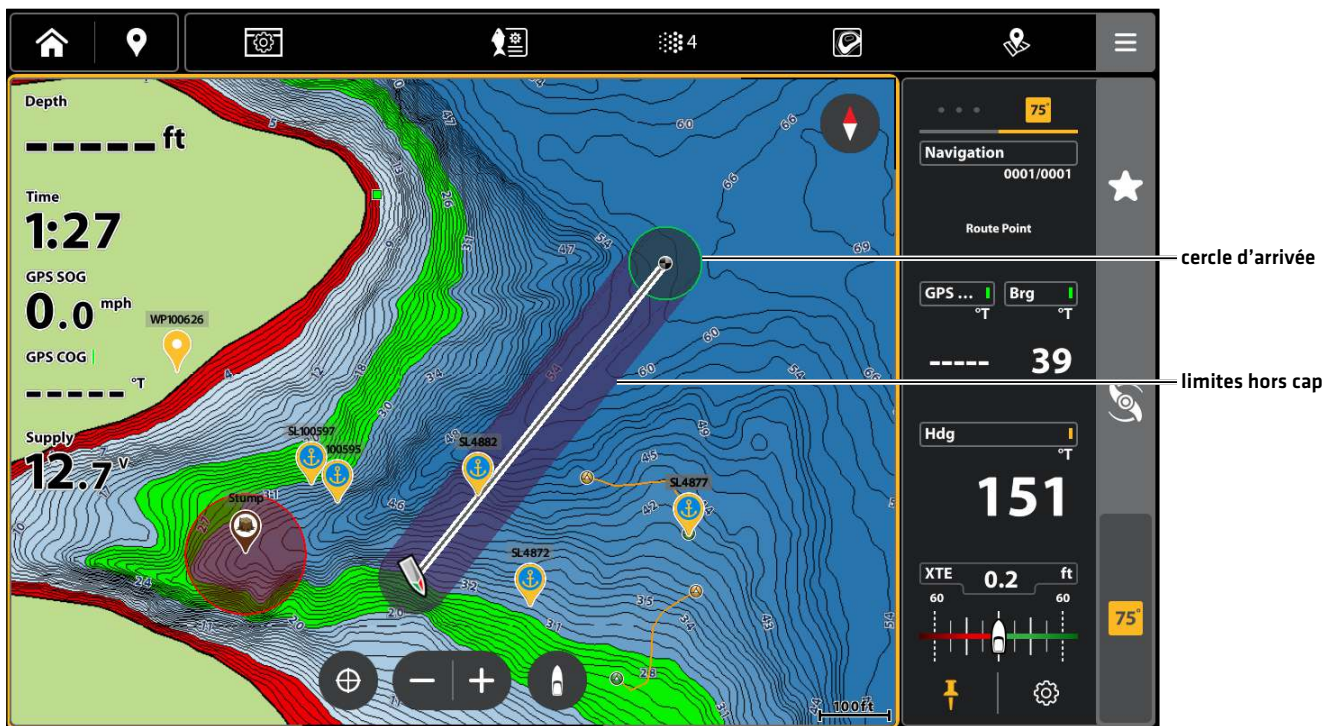 4
Depth
----- ft
Time
1:27
GPS SOG
0.0 mph
WP100626
GPS COG
----- °T
Supply
12.7 V
SL100597
100595
SL4882
SL4877
SL4872
Stump
100ft
75°
Navigation
0001/0001
Route Point
GPS ... Brg
°T °T
----- 39
Hdg
°T
151
XTE 0.2 ft
60 60
75°
cercle d'arrivée
limites hors cap